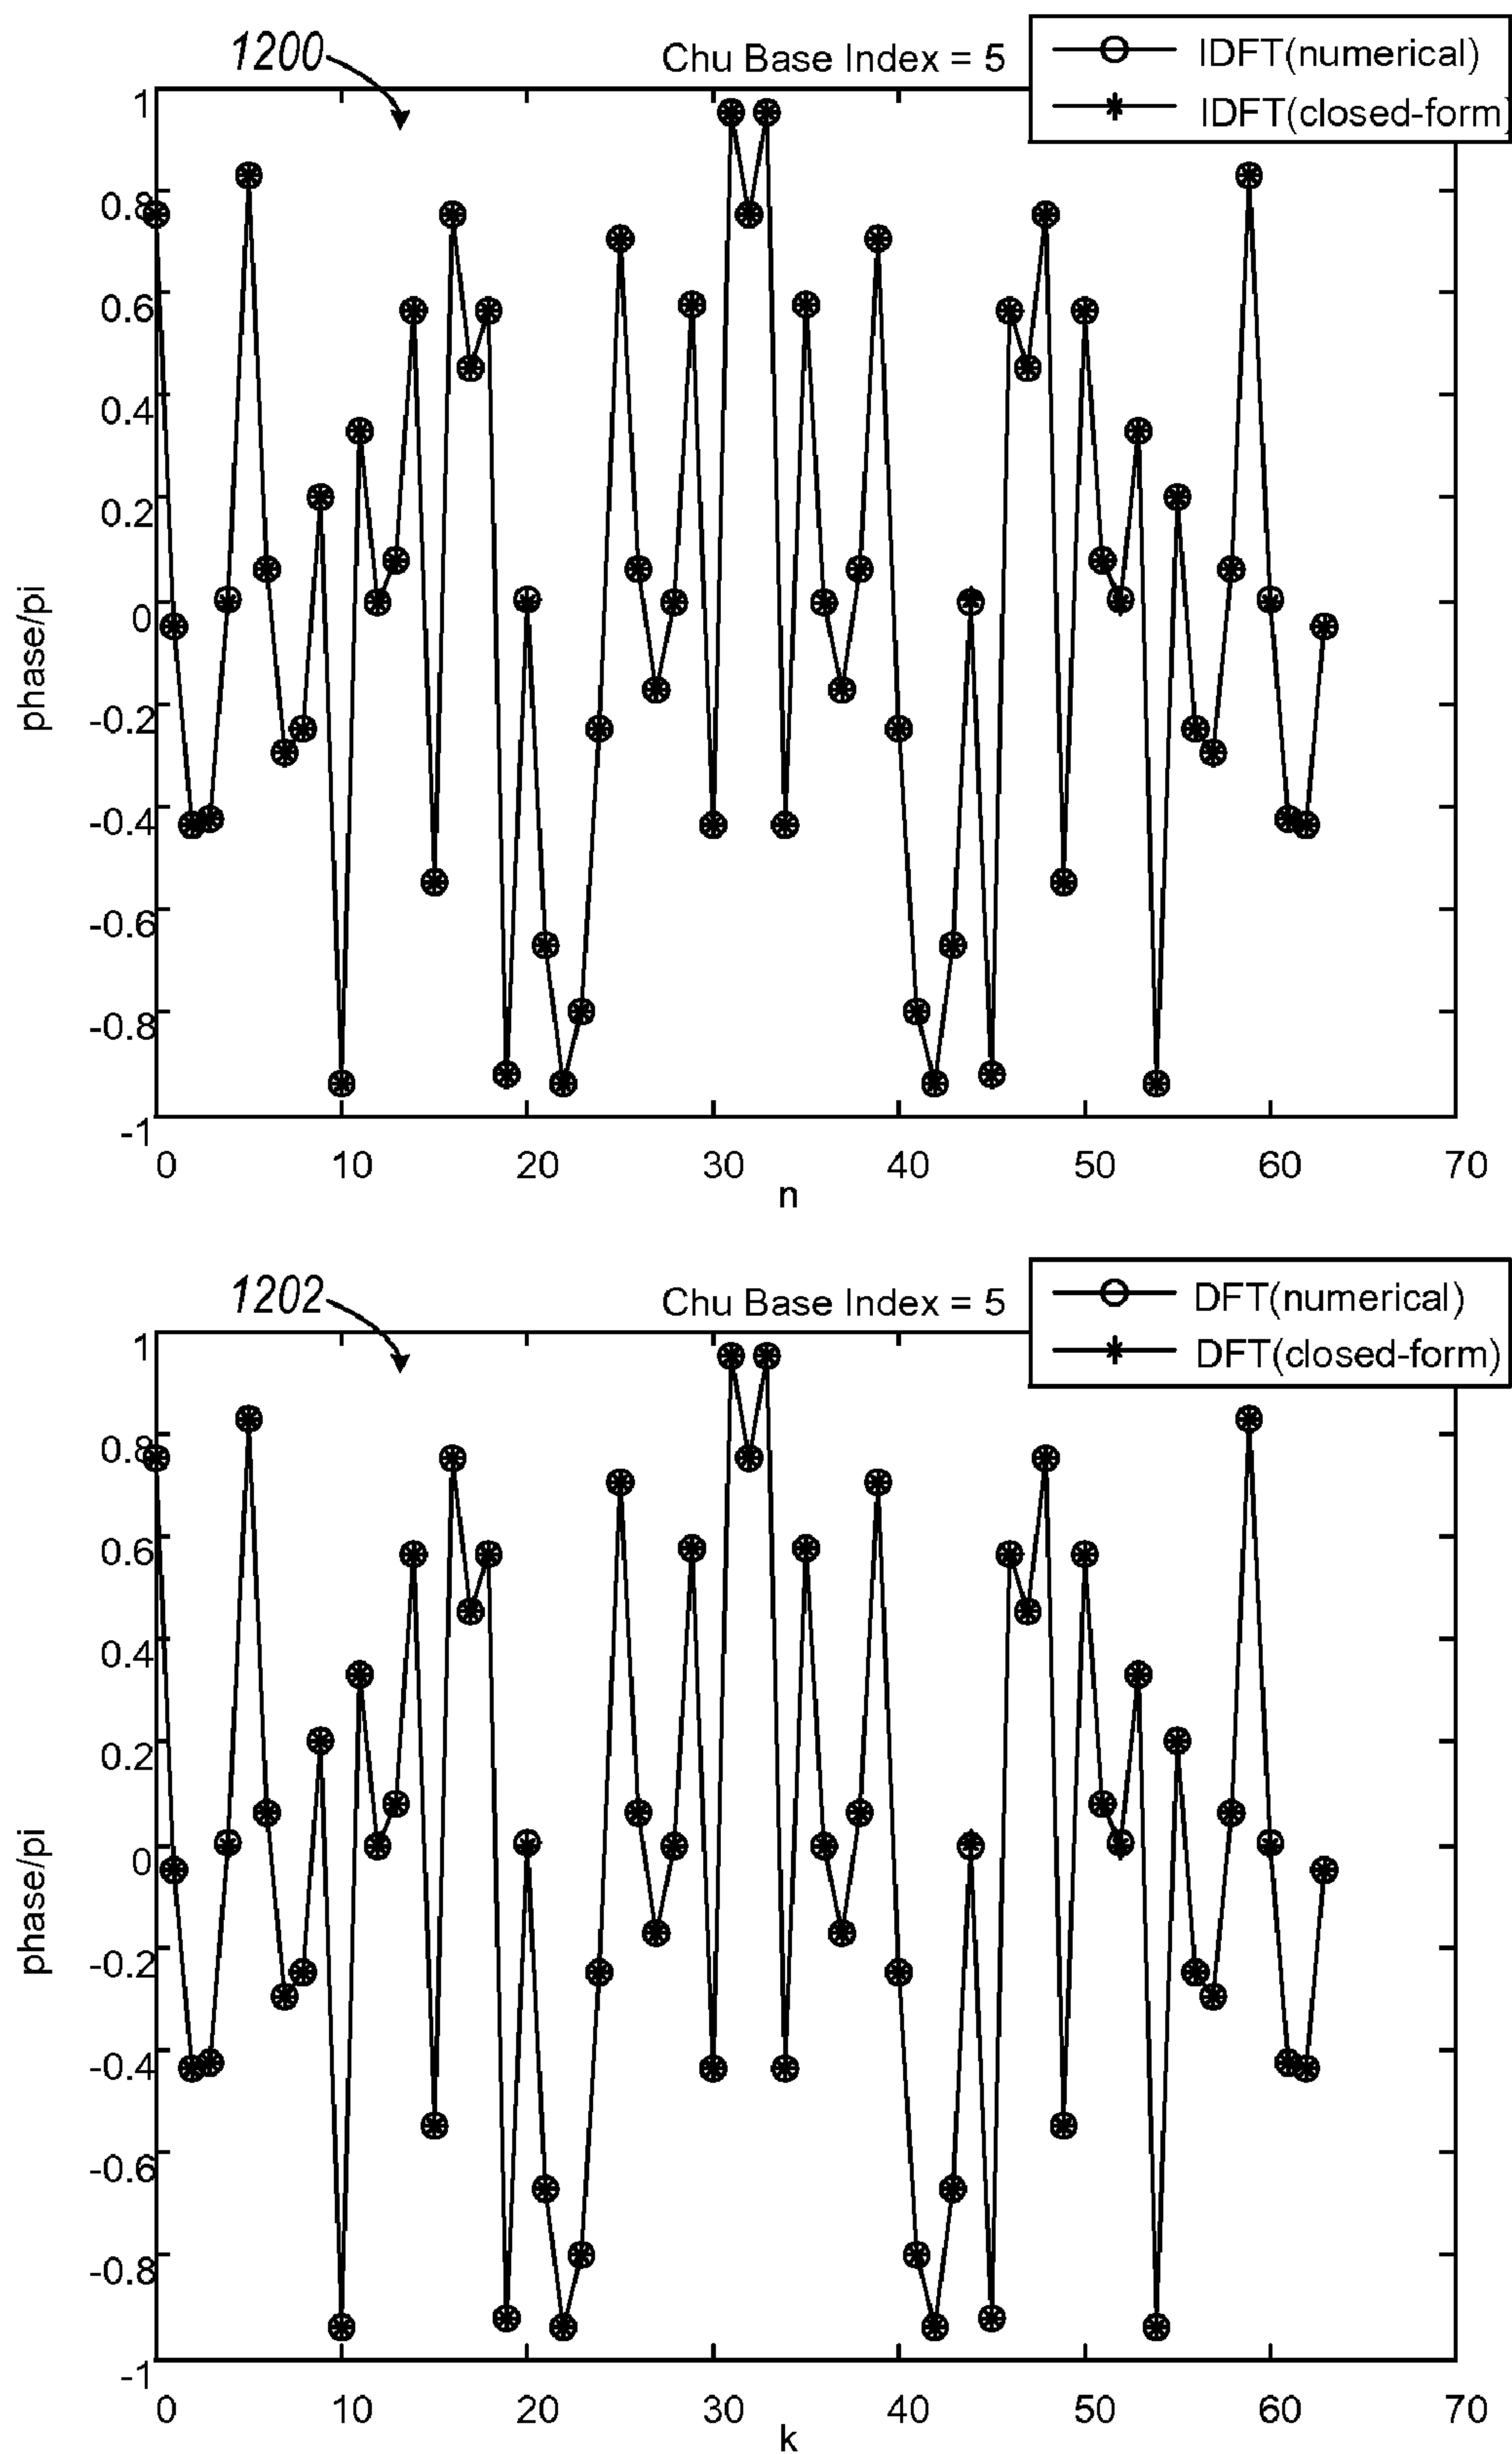 1200
Chu Base Index = 5
IDFT(numerical)
IDFT(closed-form)
1
0.8
0.6
0.4
0.2
0
-0.2
-0.4
-0.6
-0.8
-1
phase/pi
0 10 20 30 40 50 60 70
n
1202
Chu Base Index = 5
DFT(numerical)
DFT(closed-form)
1
0.8
0.6
0.4
0.2
0
-0.2
-0.4
-0.6
-0.8
-1
phase/pi
0 10 20 30 40 50 60 70
k